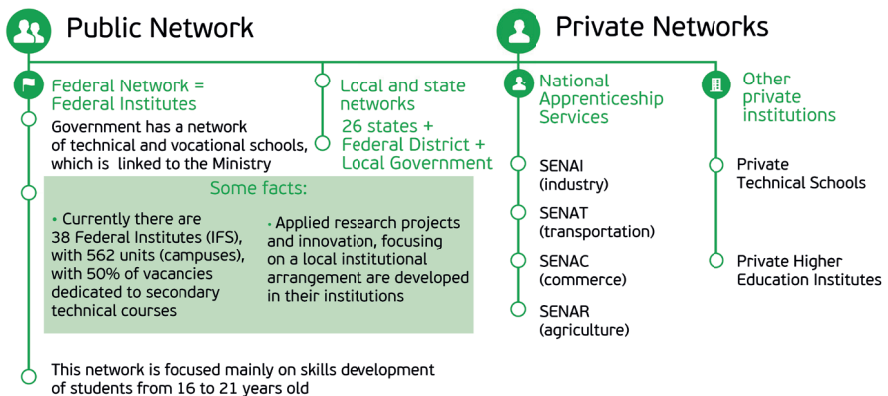 Public Network
Federal Network =
Federal Institutes
Government has a network
of technical and vocational schools,
which is linked to the Ministry
Local and state
networks
26 states +
Federal District +
Local Government
Some facts:
• Currently there are
38 Federal Institutes (IFS),
with 562 units (campuses),
with 50% of vacancies
dedicated to secondary
technical courses
• Applied research projects
and innovation, focusing
on a local institutional
arrangement are developed
in their institutions
This network is focused mainly on skills development
of students from 16 to 21 years old
Private Networks
National
Apprenticeship
Services
SENAI
(industry)
SENAT
(transportation)
SENAC
(commerce)
SENAR
(agriculture)
Other
private
institutions
Private
Technical Schools
Private Higher
Education Institutes